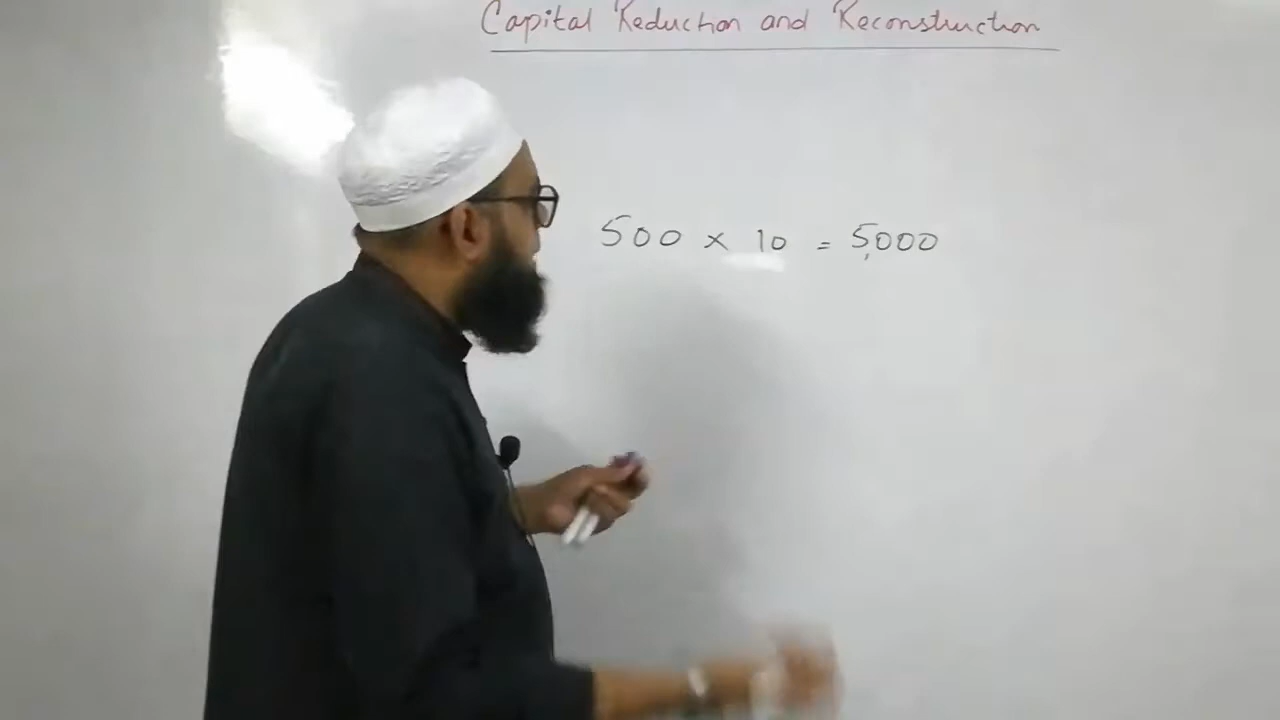 Capital Reduction and Reconstruction
500 × 10 = 5,000